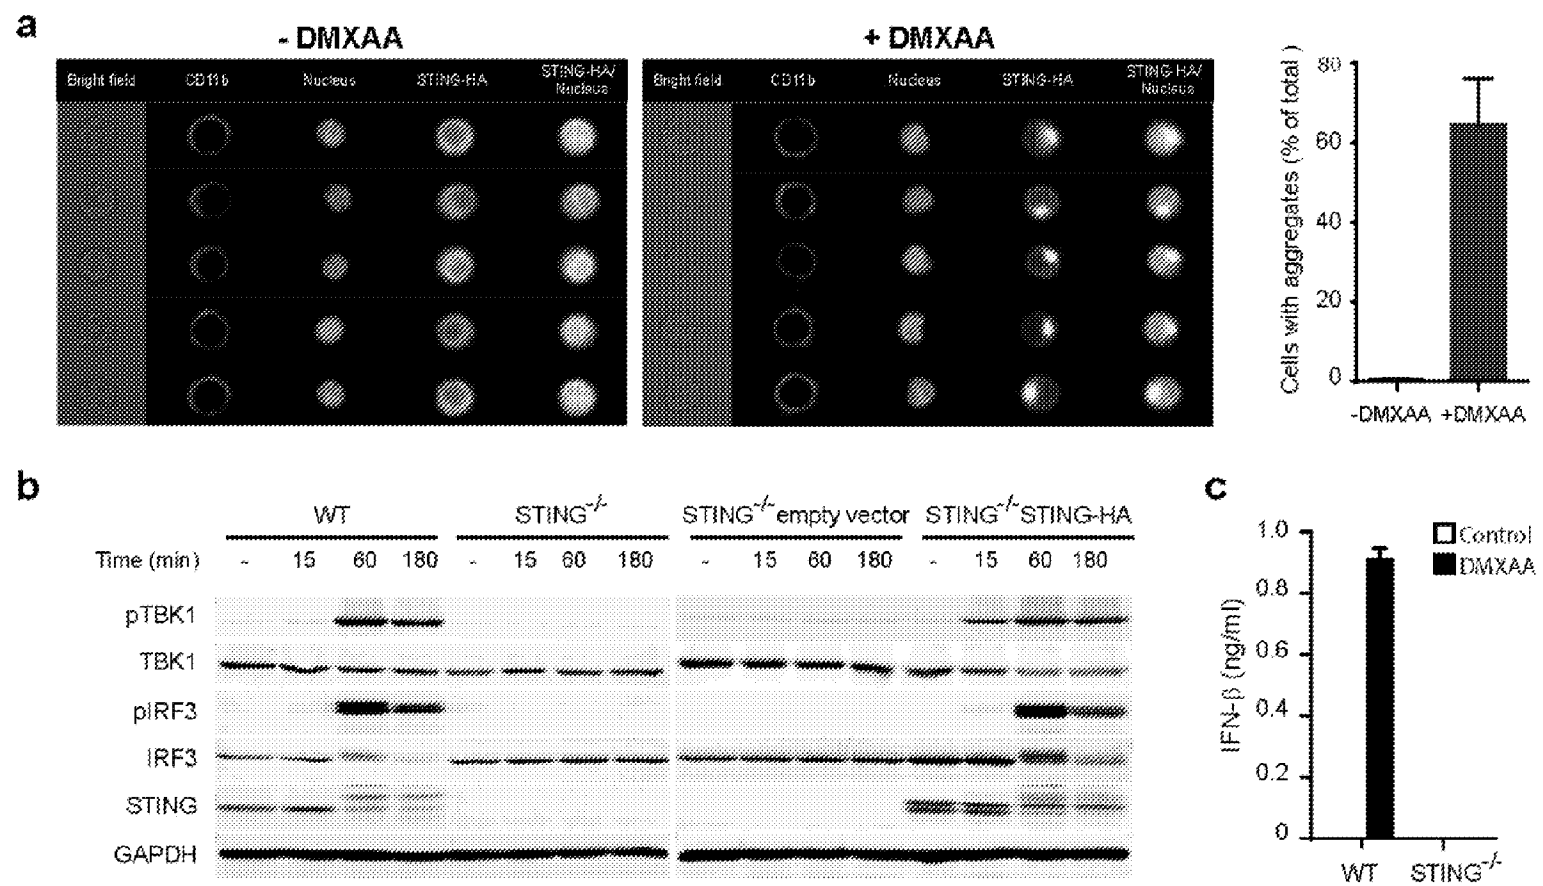 a
- DMXAA
Bright field CD11b Nucleus STING-HA STING-HA/
Nucleus
+ DMXAA
Bright field CD11b Nucleus STING-HA STING-HA/
Nucleus
Cells with aggregates (% of total)
80
60
40
20
0
-DMXAA +DMXAA
b
WT STING-/- STING-/- empty vector STING-/- STING-HA
Time (min) - 15 60 180 - 15 60 180 - 15 60 180 - 15 60 180
pTBK1
TBK1
pIRF3
IRF3
STING
GAPDH
c
IFN-β (ng/ml)
1.0
0.8
0.6
0.4
0.2
0
Control
DMXAA
WT STING-/-